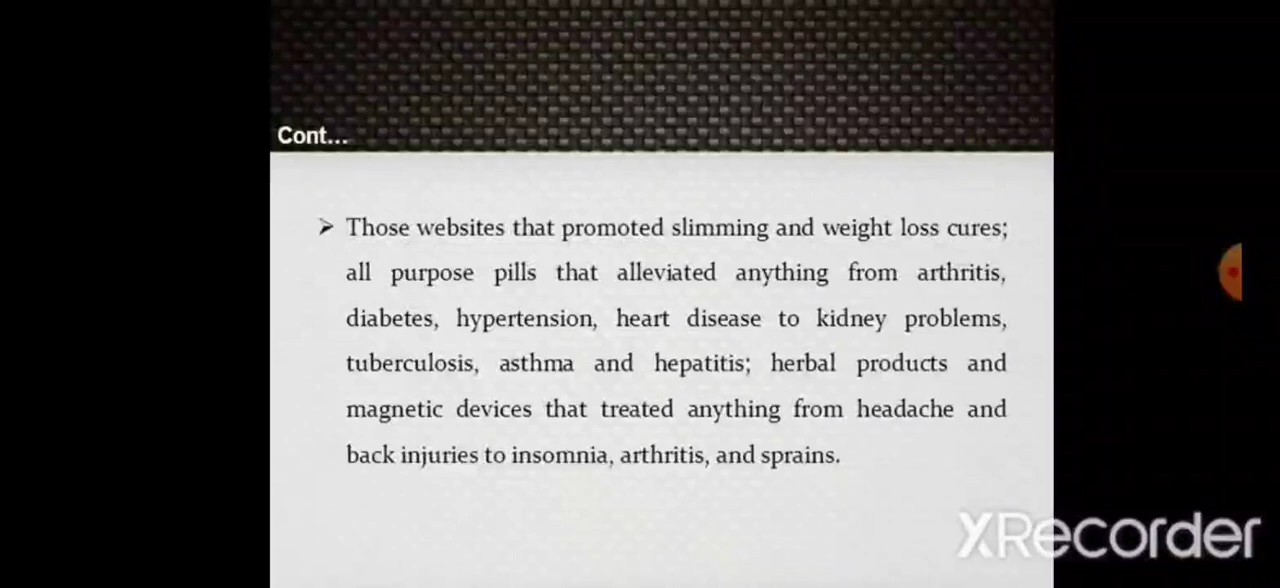 Cont...
➢ Those websites that promoted slimming and weight loss cures;
all purpose pills that alleviated anything from arthritis,
diabetes, hypertension, heart disease to kidney problems,
tuberculosis, asthma and hepatitis; herbal products and
magnetic devices that treated anything from headache and
back injuries to insomnia, arthritis, and sprains.
XRecorder